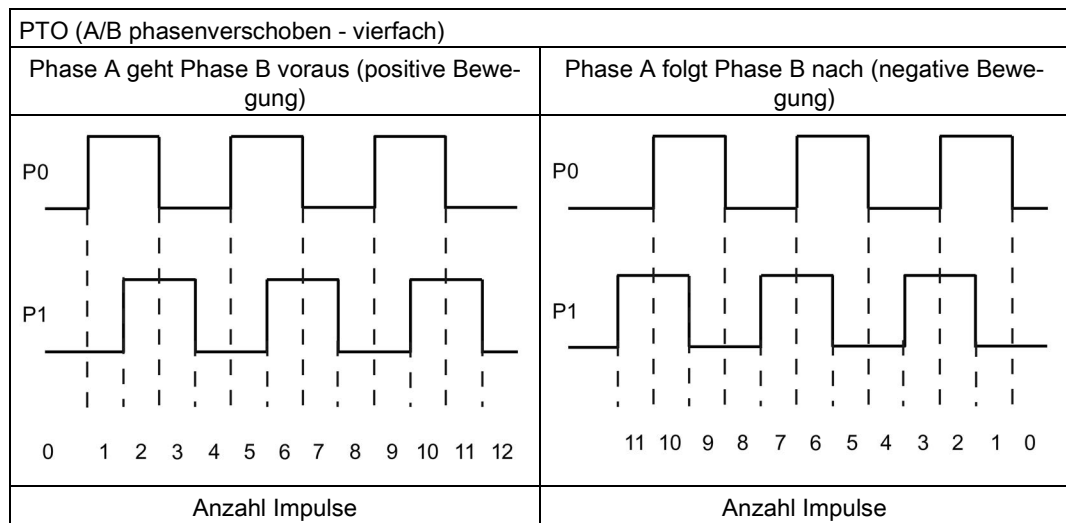 PTO (A/B phasenverschoben - vierfach)
Phase A geht Phase B voraus (positive Bewe-
gung)
Phase A folgt Phase B nach (negative Bewe-
gung)
P0
P1
0 1 2 3 4 5 6 7 8 9 10 11 12
P0
P1
11 10 9 8 7 6 5 4 3 2 1 0
Anzahl Impulse
Anzahl Impulse